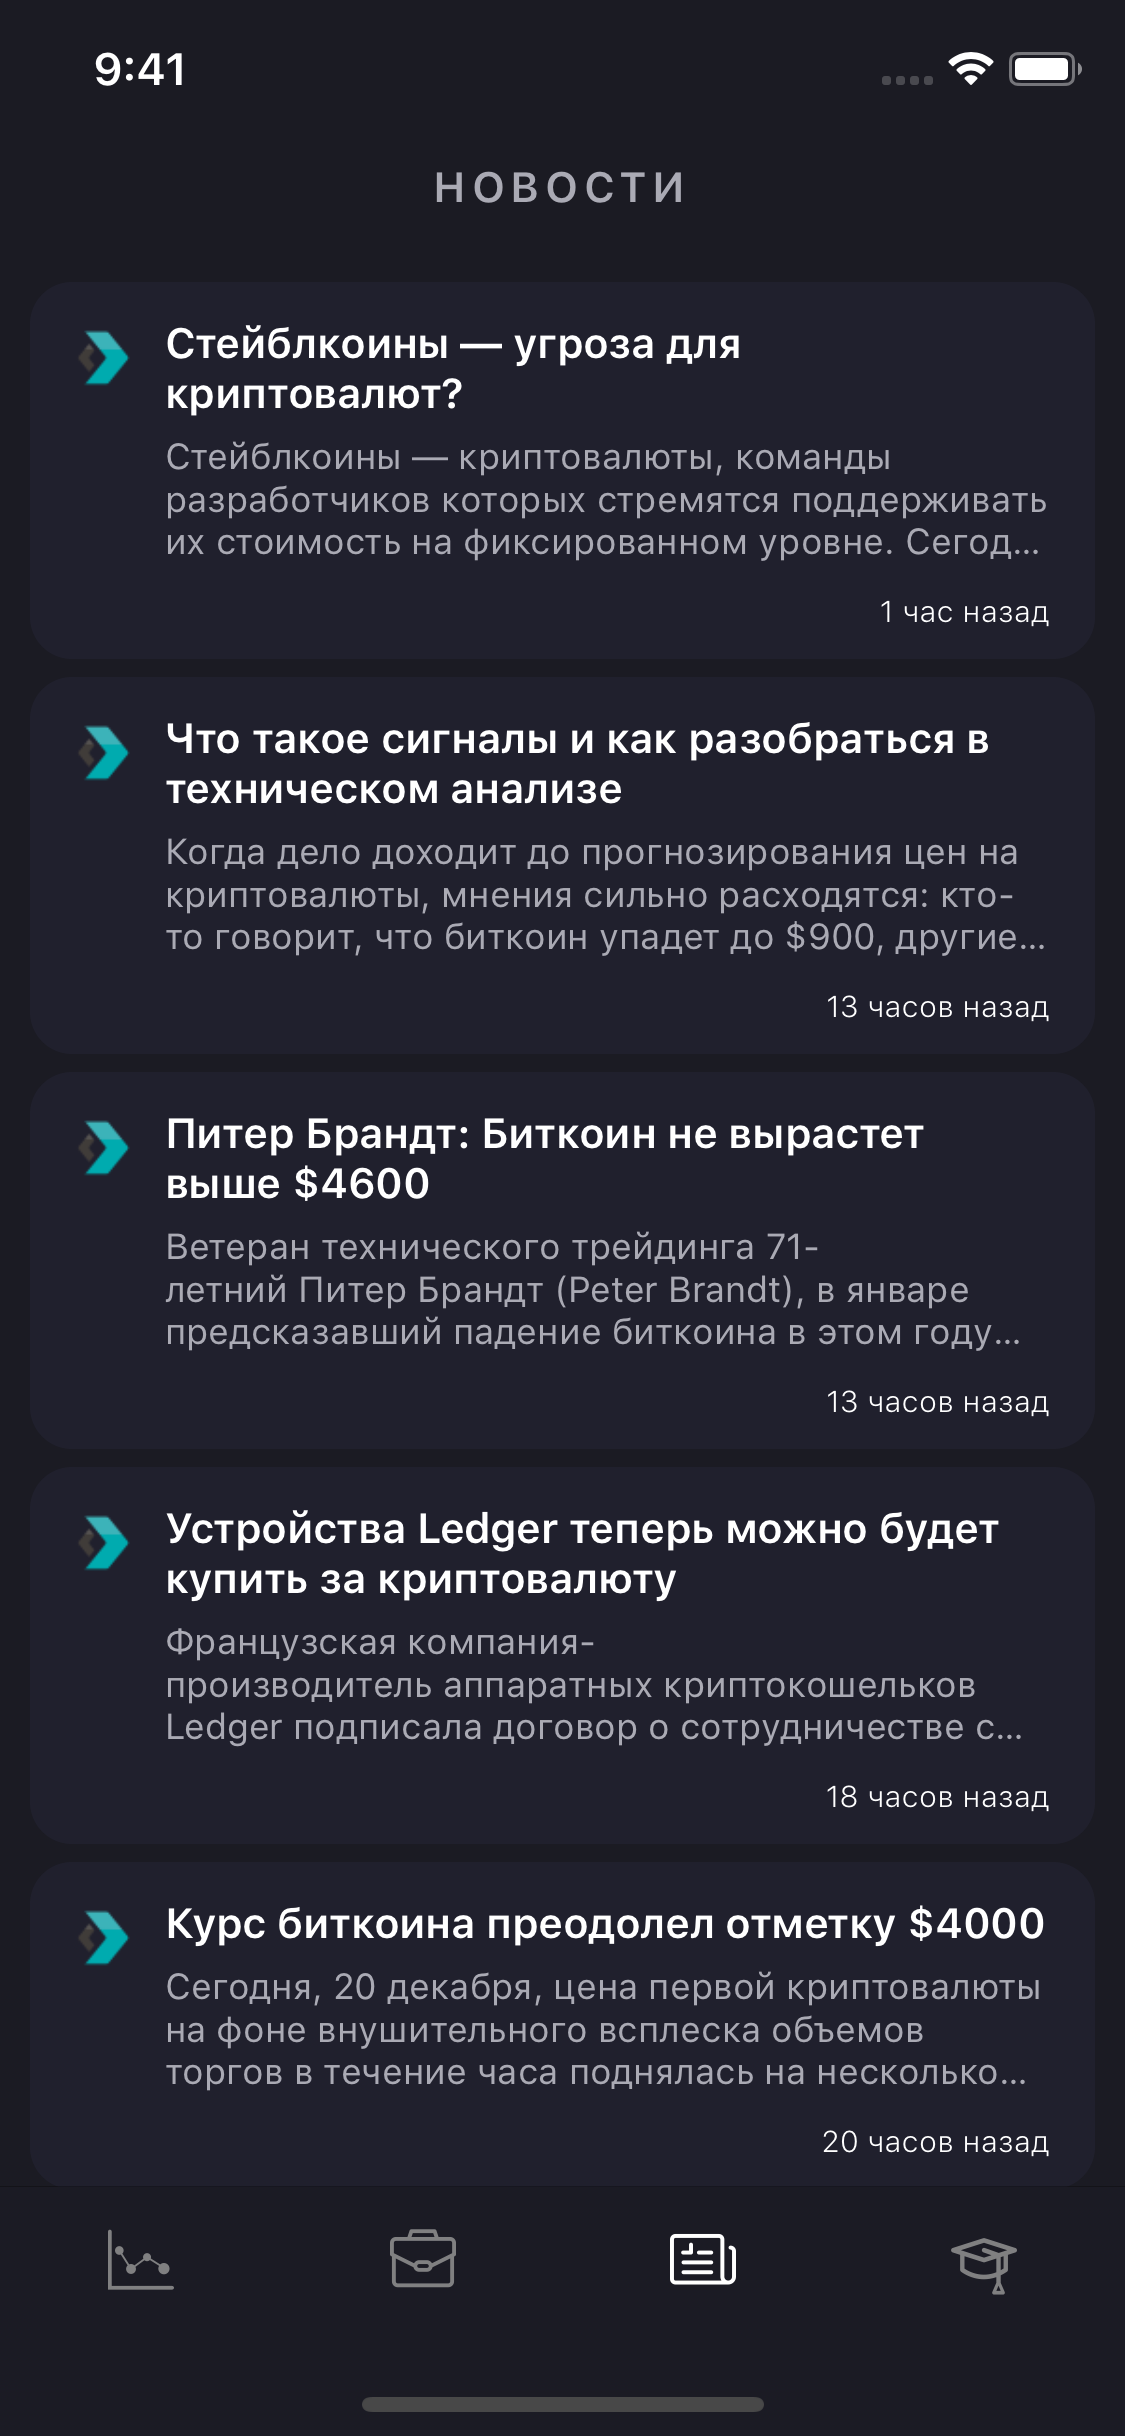 9:41
НОВОСТИ
Стейблкоины — угроза для
криптовалют?
Стейблкоины — криптовалюты, команды
разработчиков которых стремятся поддерживать
их стоимость на фиксированном уровне. Сегод...
1 час назад
Что такое сигналы и как разобраться в
техническом анализе
Когда дело доходит до прогнозирования цен на
криптовалюты, мнения сильно расходятся: кто-
то говорит, что биткоин упадет до $900, другие...
13 часов назад
Питер Брандт: Биткоин не вырастет
выше $4600
Ветеран технического трейдинга 71-
летний Питер Брандт (Peter Brandt), в январе
предсказавший падение биткоина в этом году...
13 часов назад
Устройства Ledger теперь можно будет
купить за криптовалюту
Французская компания-
производитель аппаратных криптокошельков
Ledger подписала договор о сотрудничестве с...
18 часов назад
Курс биткоина преодолел отметку $4000
Сегодня, 20 декабря, цена первой криптовалюты
на фоне внушительного всплеска объемов
торгов в течение часа поднялась на несколько...
20 часов назад